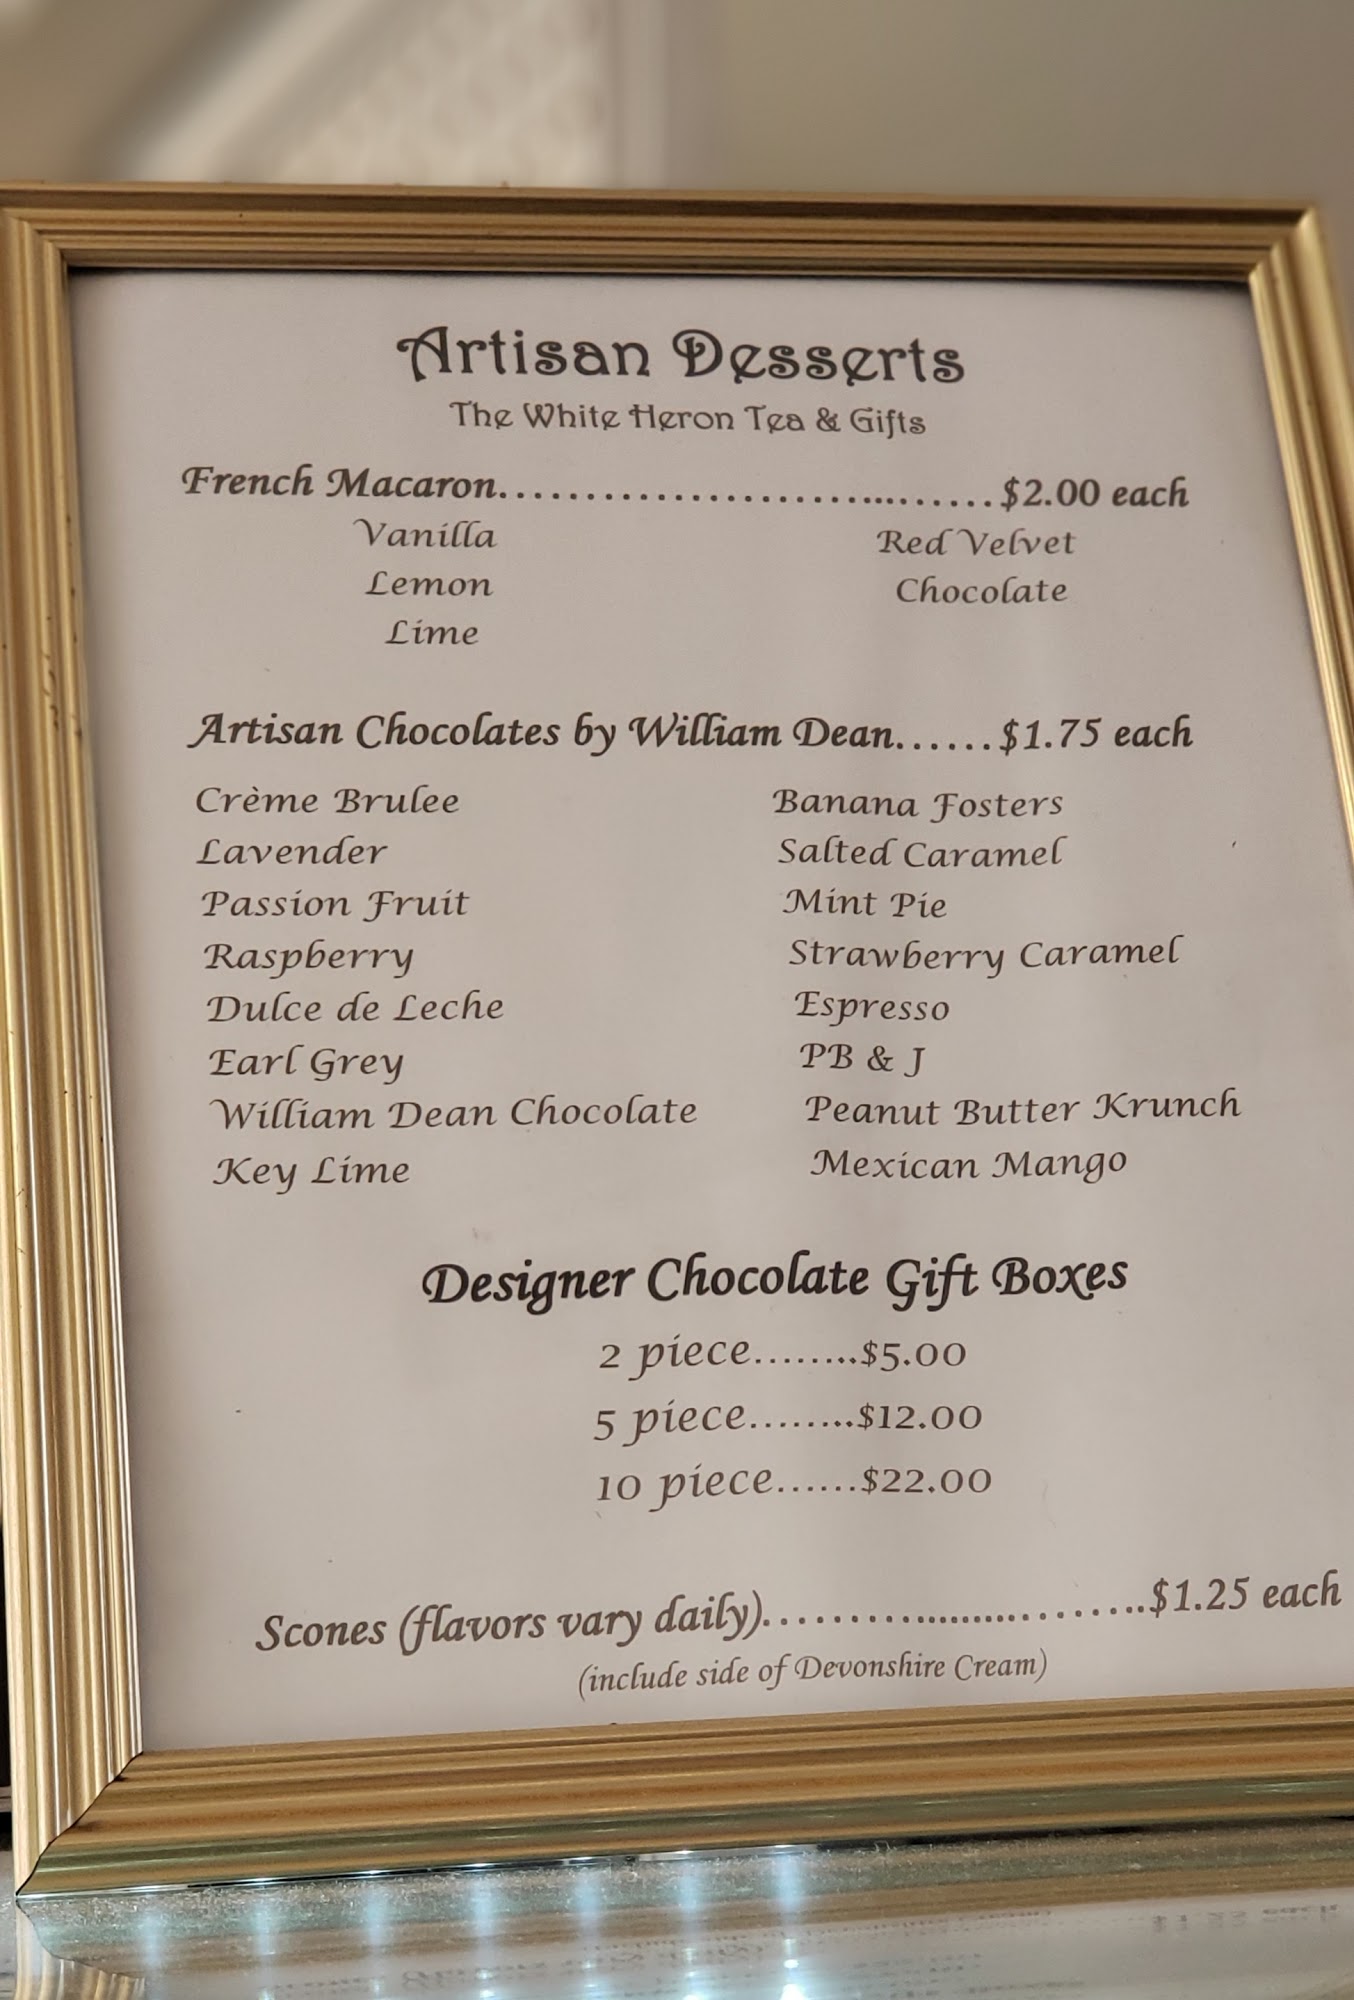 Artisan Desserts
The White Heron Tea & Gifts
French Macaron..............................$2.00 each
Vanilla Red Velvet
Lemon Chocolate
Lime
Artisan Chocolates by William Dean......$1.75 each
Crème Brulee Banana Fosters
Lavender Salted Caramel
Passion Fruit Mint Pie
Raspberry Strawberry Caramel
Dulce de Leche Espresso
Earl Grey PB & J
William Dean Chocolate Peanut Butter Krunch
Key Lime Mexican Mango
Designer Chocolate Gift Boxes
2 piece.........$5.00
5 piece.........$12.00
10 piece......$22.00
Scones (flavors vary daily)..........................$1.25 each
(include side of Devonshire Cream)